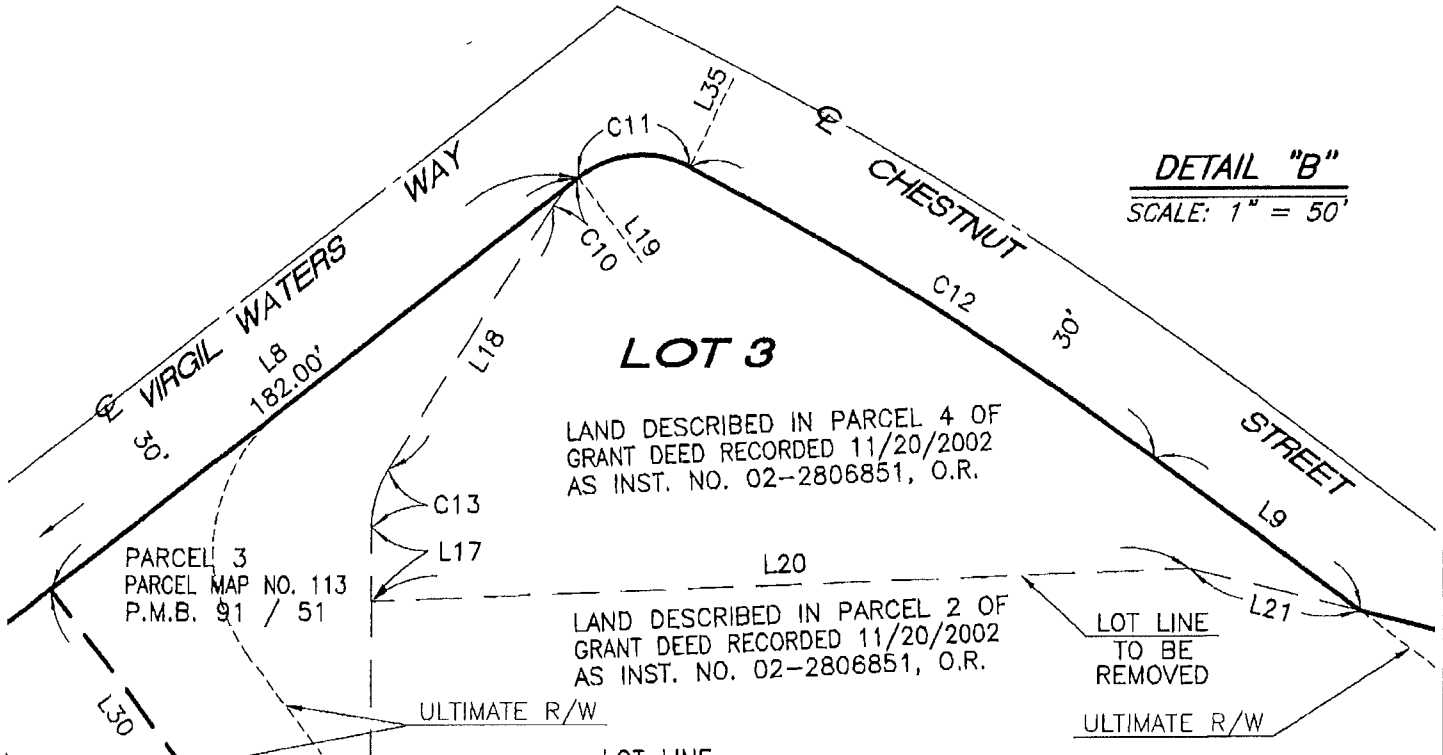 L35
C11
℄
CHESTNUT
STREET
DETAIL "B"
SCALE: 1" = 50'
℄ VIRGIL WATERS WAY
L19
C10
C12
30'
L18
L8
182.00'
30'
LOT 3
LAND DESCRIBED IN PARCEL 4 OF
GRANT DEED RECORDED 11/20/2002
AS INST. NO. 02-2806851, O.R.
C13
L17
L9
L20
L21
PARCEL 3
PARCEL MAP NO. 113
P.M.B. 91 / 51
LAND DESCRIBED IN PARCEL 2 OF
GRANT DEED RECORDED 11/20/2002
AS INST. NO. 02-2806851, O.R.
LOT LINE
TO BE
REMOVED
L30
ULTIMATE R/W
ULTIMATE R/W
LOT LINE